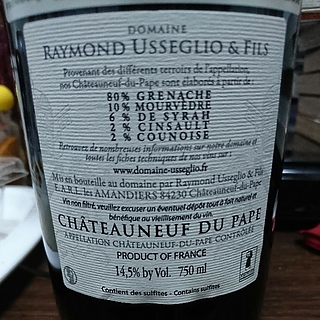 DOMAINE
RAYMOND USSEGLIO & FILS
Provenant des différents terroirs de l'appellation,
nos Châteauneuf-du-Pape sont élaborés à partir de :
80% GRENACHE
10% MOURVÈDRE
6 % DE SYRAH
2 % CINSAULT
2 % COUNOISE
Retrouvez de nombreuses informations sur notre domaine et
toutes les fiches techniques de nos vins sur :
www.domaine-usseglio.fr
Mis en bouteille au domaine par Raymond Usseglio & Fils
E.A.R.L. les AMANDIERS 84230 Châteauneuf-du-Pape
Vin non filtré, veuillez excuser un éventuel dépôt tout à fait naturel et
bénéfique au vieillissement du vin.
CHÂTEAUNEUF DU PAPE
APPELLATION CHÂTEAUNEUF-DU-PAPE CONTRÔLÉE
PRODUCT OF FRANCE
14,5% by Vol. 750 ml
Contient des sulfites - Contains sulfites